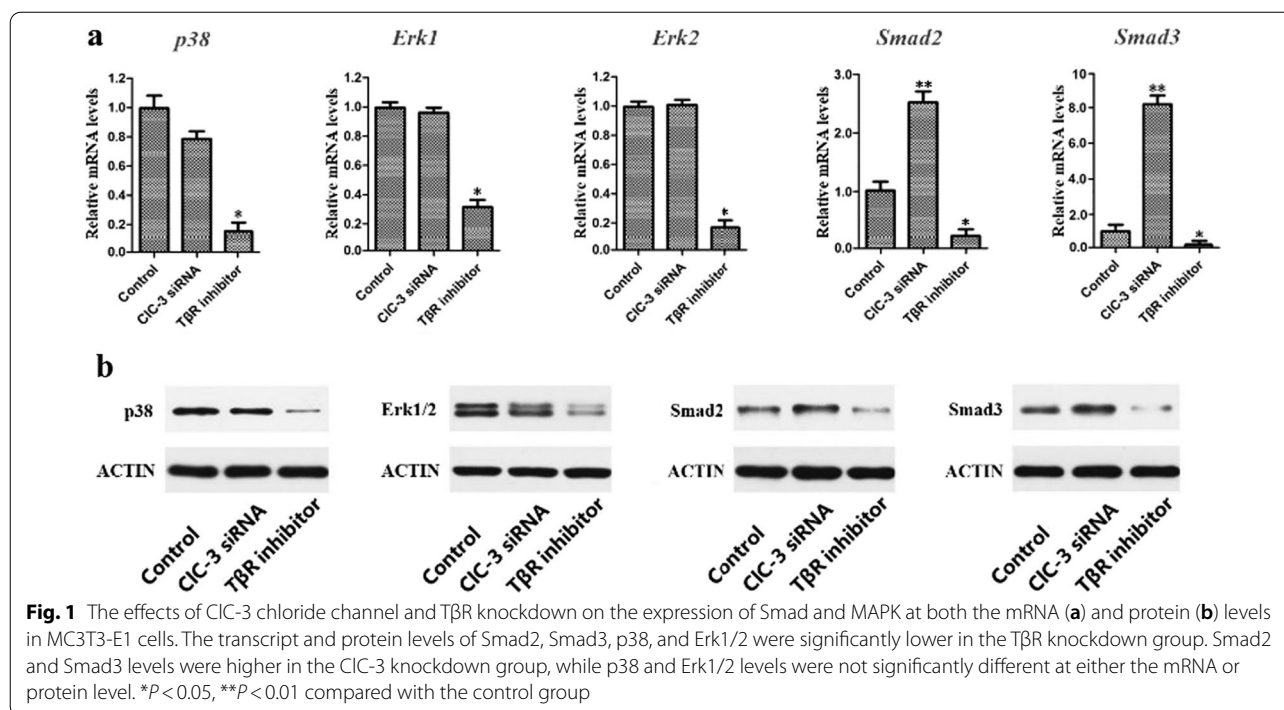 a
p38 Erk1 Erk2 Smad2 Smad3
Relative mRNA levels
1.2
1.0
0.8
0.6
0.4
0.2
0.0
*
Control
ClC-3 siRNA
TβR inhibitor
Relative mRNA levels
1.2
1.0
0.8
0.6
0.4
0.2
0.0
*
Control
ClC-3 siRNA
TβR inhibitor
Relative mRNA levels
1.2
1.0
0.8
0.6
0.4
0.2
0.0
*
Control
ClC-3 siRNA
TβR inhibitor
Relative mRNA levels
3.0
2.0
1.0
0.0
**
*
Control
ClC-3 siRNA
TβR inhibitor
Relative mRNA levels
10
8.0
6.0
4.0
2.0
0.0
**
*
Control
ClC-3 siRNA
TβR inhibitor
b
p38
ACTIN
Control
ClC-3 siRNA
TβR inhibitor
Erk1/2
ACTIN
Control
ClC-3 siRNA
TβR inhibitor
Smad2
ACTIN
Control
ClC-3 siRNA
TβR inhibitor
Smad3
ACTIN
Control
ClC-3 siRNA
TβR inhibitor
Fig. 1 The effects of ClC-3 chloride channel and TβR knockdown on the expression of Smad and MAPK at both the mRNA (a) and protein (b) levels
in MC3T3-E1 cells. The transcript and protein levels of Smad2, Smad3, p38, and Erk1/2 were significantly lower in the TβR knockdown group. Smad2
and Smad3 levels were higher in the ClC-3 knockdown group, while p38 and Erk1/2 levels were not significantly different at either the mRNA or
protein level. *P < 0.05, **P < 0.01 compared with the control group